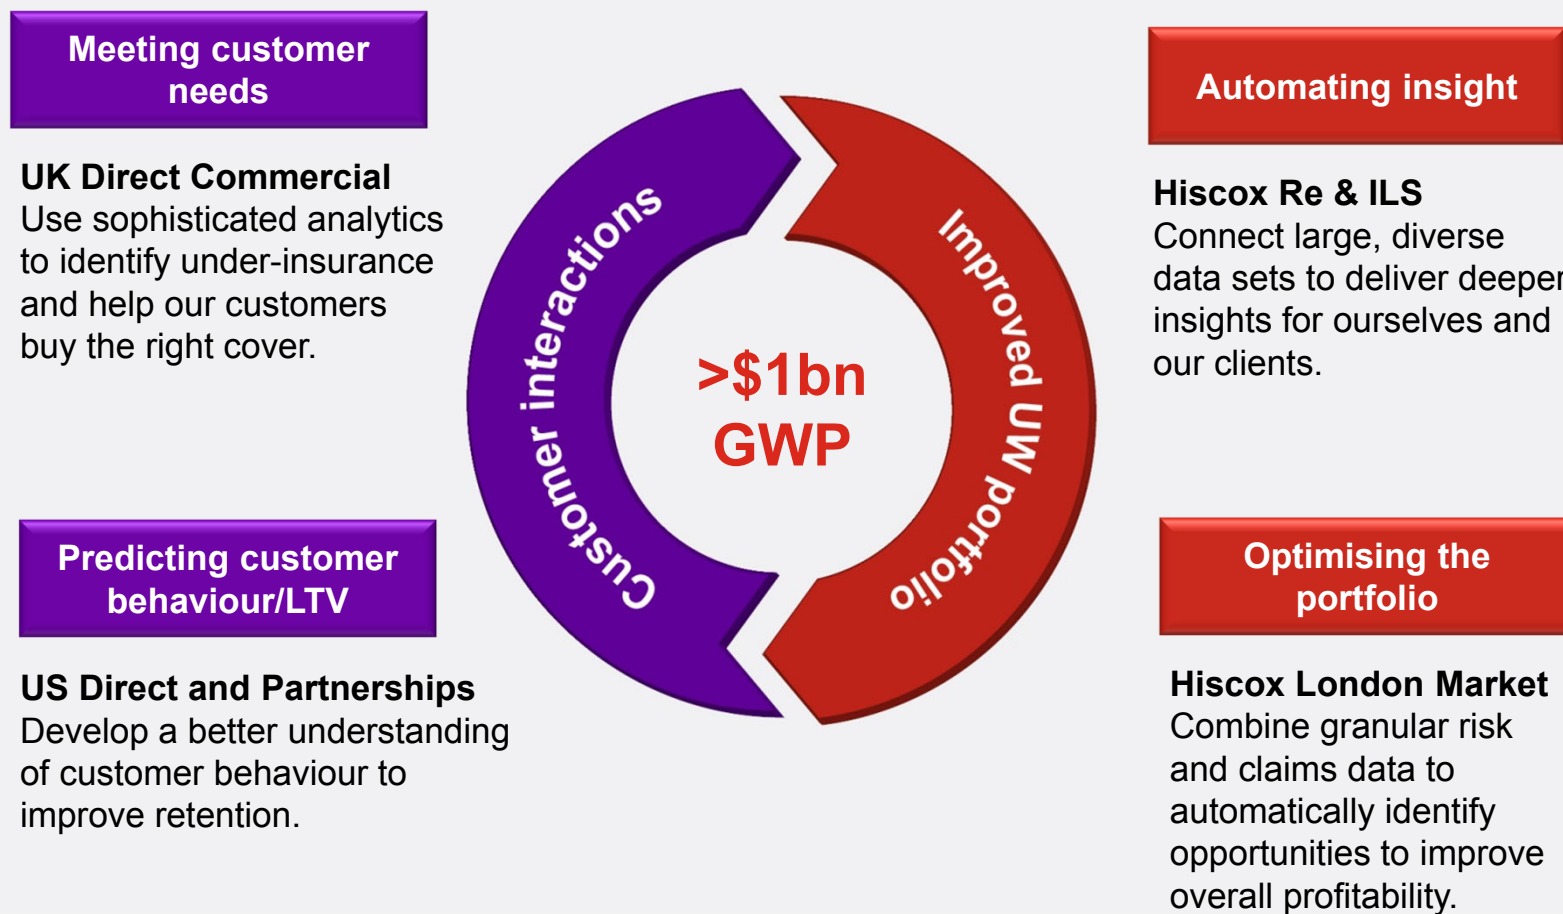 Meeting customer
needs
UK Direct Commercial
Use sophisticated analytics
to identify under-insurance
and help our customers
buy the right cover.
Predicting customer
behaviour/LTV
US Direct and Partnerships
Develop a better understanding
of customer behaviour to
improve retention.
Customer interactions
>$1bn
GWP
Improved UW portfolio
Automating insight
Hiscox Re & ILS
Connect large, diverse
data sets to deliver deeper
insights for ourselves and
our clients.
Optimising the
portfolio
Hiscox London Market
Combine granular risk
and claims data to
automatically identify
opportunities to improve
overall profitability.